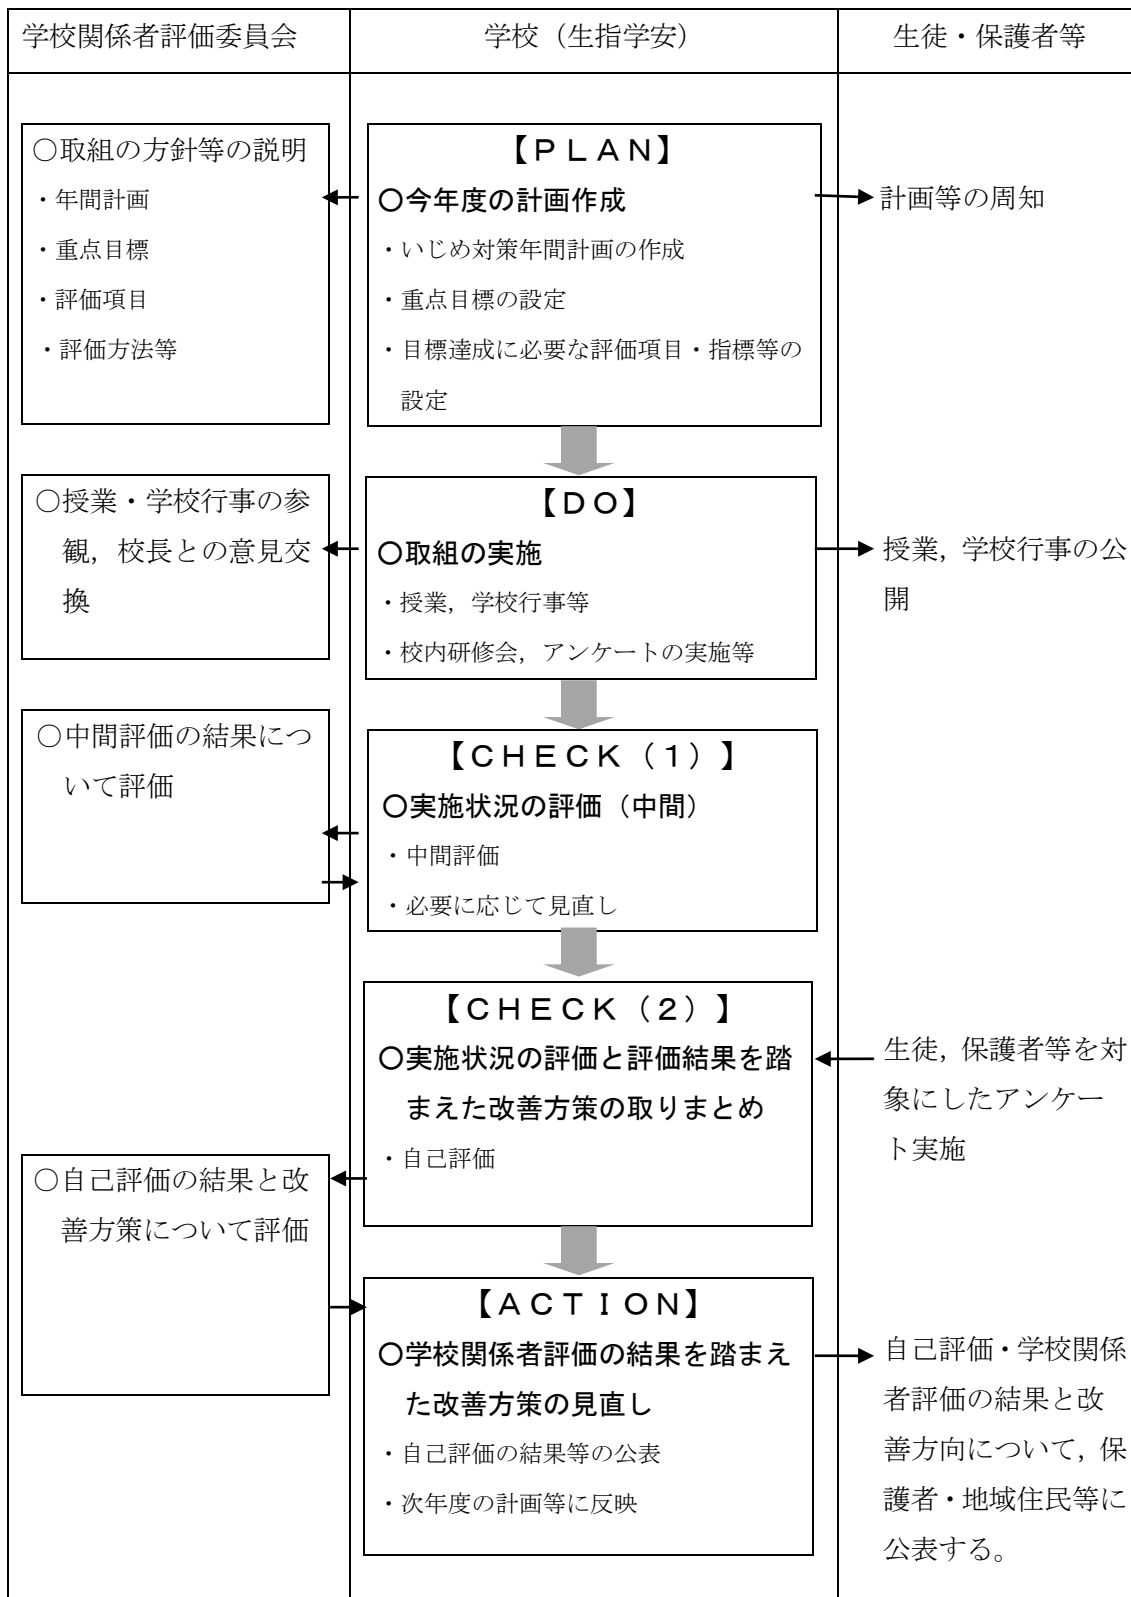 学校関係者評価委員会
学校（生指学安）
生徒・保護者等
○取組の方針等の説明
・年間計画
・重点目標
・評価項目
・評価方法等
【ＰＬＡＮ】
○今年度の計画作成
・いじめ対策年間計画の作成
・重点目標の設定
・目標達成に必要な評価項目・指標等の
設定
計画等の周知
○授業・学校行事の参
観，校長との意見交
換
【ＤＯ】
○取組の実施
・授業，学校行事等
・校内研修会，アンケートの実施等
授業，学校行事の公
開
○中間評価の結果につ
いて評価
【ＣＨＥＣＫ（１）】
○実施状況の評価（中間）
・中間評価
・必要に応じて見直し
【ＣＨＥＣＫ（２）】
○実施状況の評価と評価結果を踏
まえた改善方策の取りまとめ
・自己評価
生徒，保護者等を対
象にしたアンケー
ト実施
○自己評価の結果と改
善方策について評価
【ＡＣＴＩＯＮ】
○学校関係者評価の結果を踏まえ
た改善方策の見直し
・自己評価の結果等の公表
・次年度の計画等に反映
自己評価・学校関係
者評価の結果と改
善方向について，保
護者・地域住民等に
公表する。